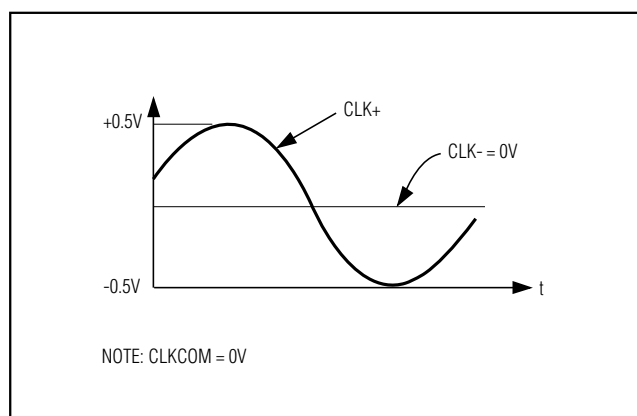 +0.5V
CLK+
CLK- = 0V
-0.5V
t
NOTE: CLKCOM = 0V